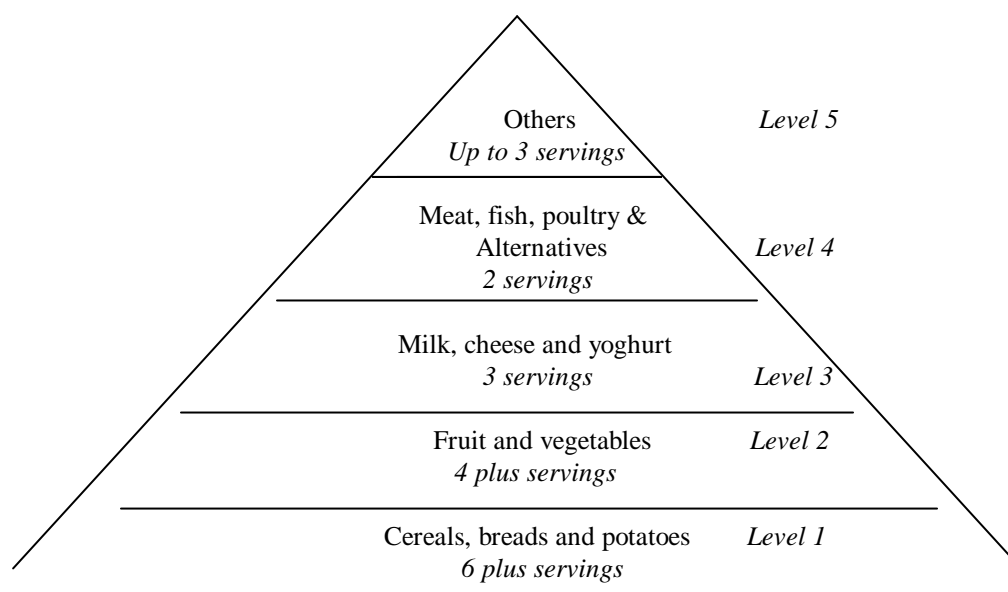 Others
Level 5
Up to 3 servings
Meat, fish, poultry &
Alternatives
Level 4
2 servings
Milk, cheese and yoghurt
3 servings
Level 3
Fruit and vegetables
Level 2
4 plus servings
Cereals, breads and potatoes
Level 1
6 plus servings